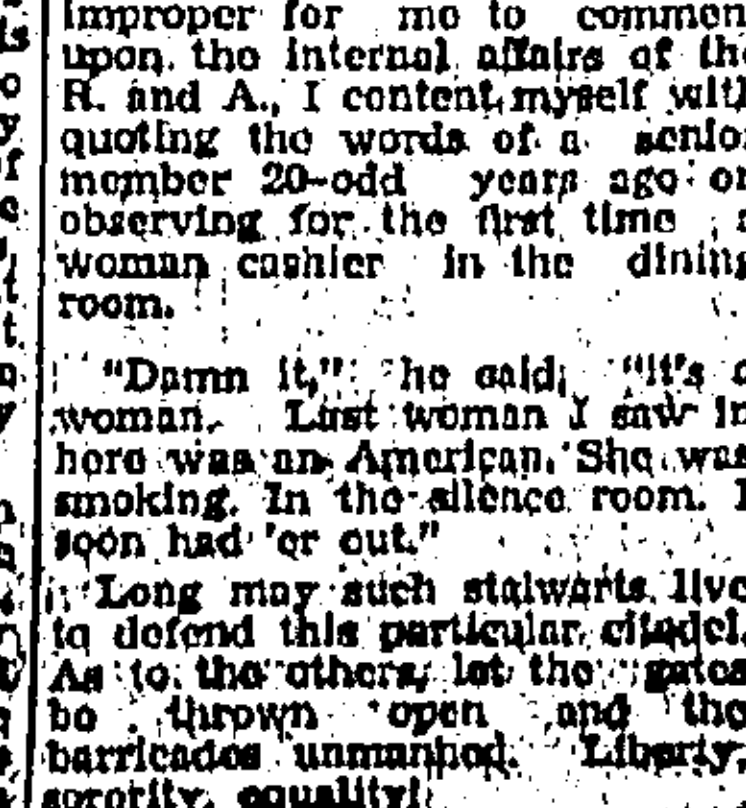 improper for me to commen
upon the internal affairs of the
R. and A., I content myself with
quoting the words of a senior
member 20-odd years ago on
observing for the first time a
woman cashier in the dining
room.
"Damn it," he said, "it's a
woman. Last woman I saw in
here was an American. She was
smoking. In the silence room. I
soon had 'er out."
Long may such stalwarts live
to defend this particular citadel.
As to the others, let the gates
be thrown open and the
barricades unmanned. Liberty,
sorority, equality!